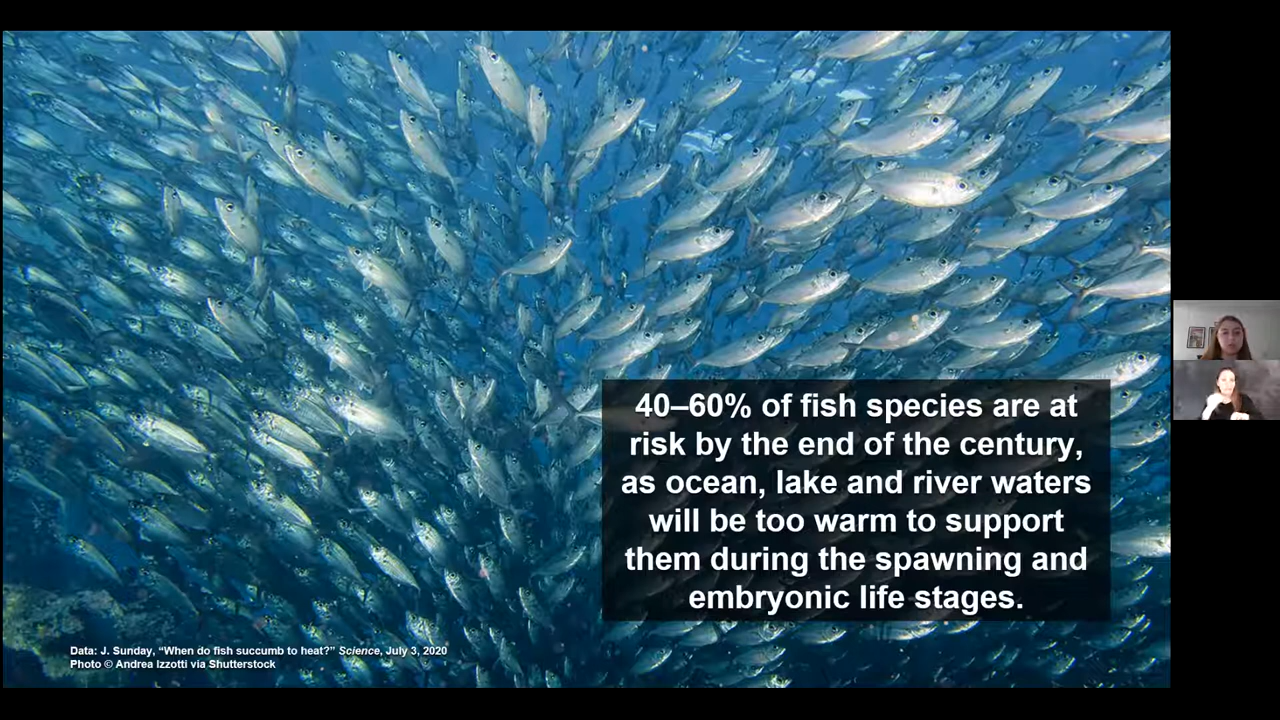 40–60% of fish species are at
risk by the end of the century,
as ocean, lake and river waters
will be too warm to support
them during the spawning and
embryonic life stages.
Data: J. Sunday, “When do fish succumb to heat?” Science, July 3, 2020
Photo © Andrea Izzotti via Shutterstock